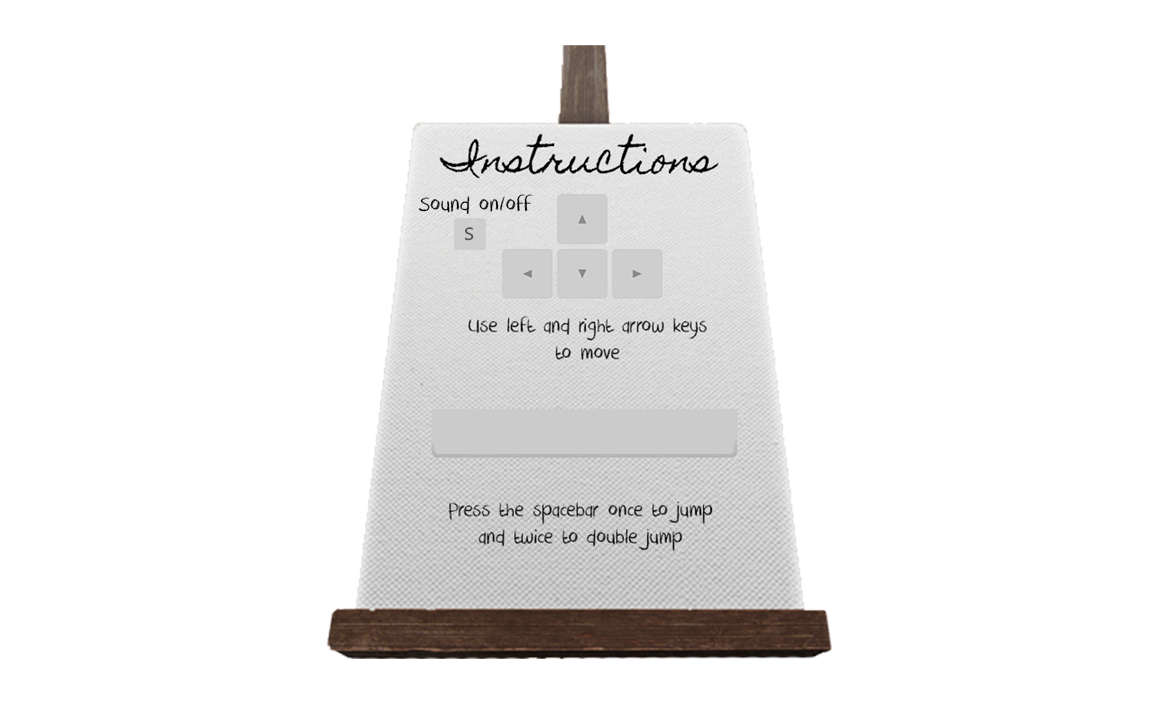 Instructions
Sound on/off
S
▲
◄ ▼ ►
Use left and right arrow keys
to move
Press the spacebar once to jump
and twice to double jump